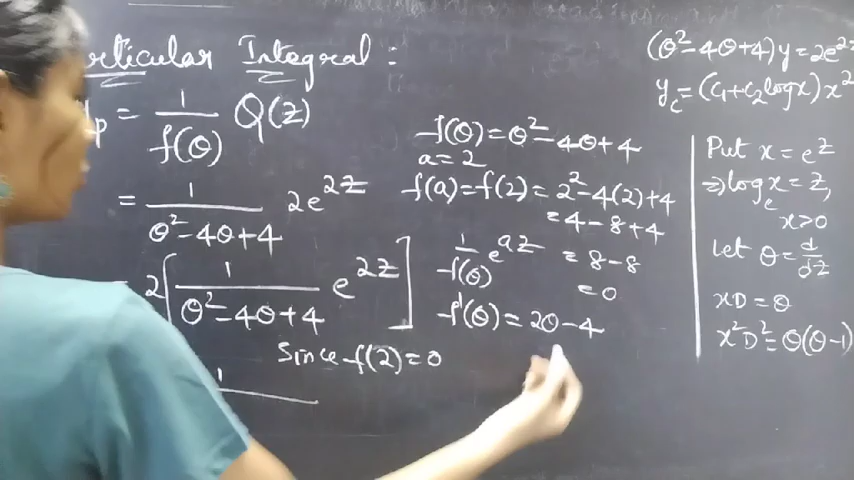 rticular Integral :
p = 1/f(θ) Q(z)
= 1/(θ²-4θ+4) 2e^2z
= 2[1/(θ²-4θ+4) e^2z]
Since f(2)=0
1
f(θ)=θ²-4θ+4
a=2
f(a)=f(2)=2²-4(2)+4
=4-8+4
1/f(θ) e^az =8-8
=0
f'(θ)=2θ-4
(θ²-4θ+4)y=2e^2z
y_c=(c₁+c₂logx)x²
Put x=e^z
⇒log_e x=z,
x>0
let θ=d/dz
xD=θ
x²D²=θ(θ-1)